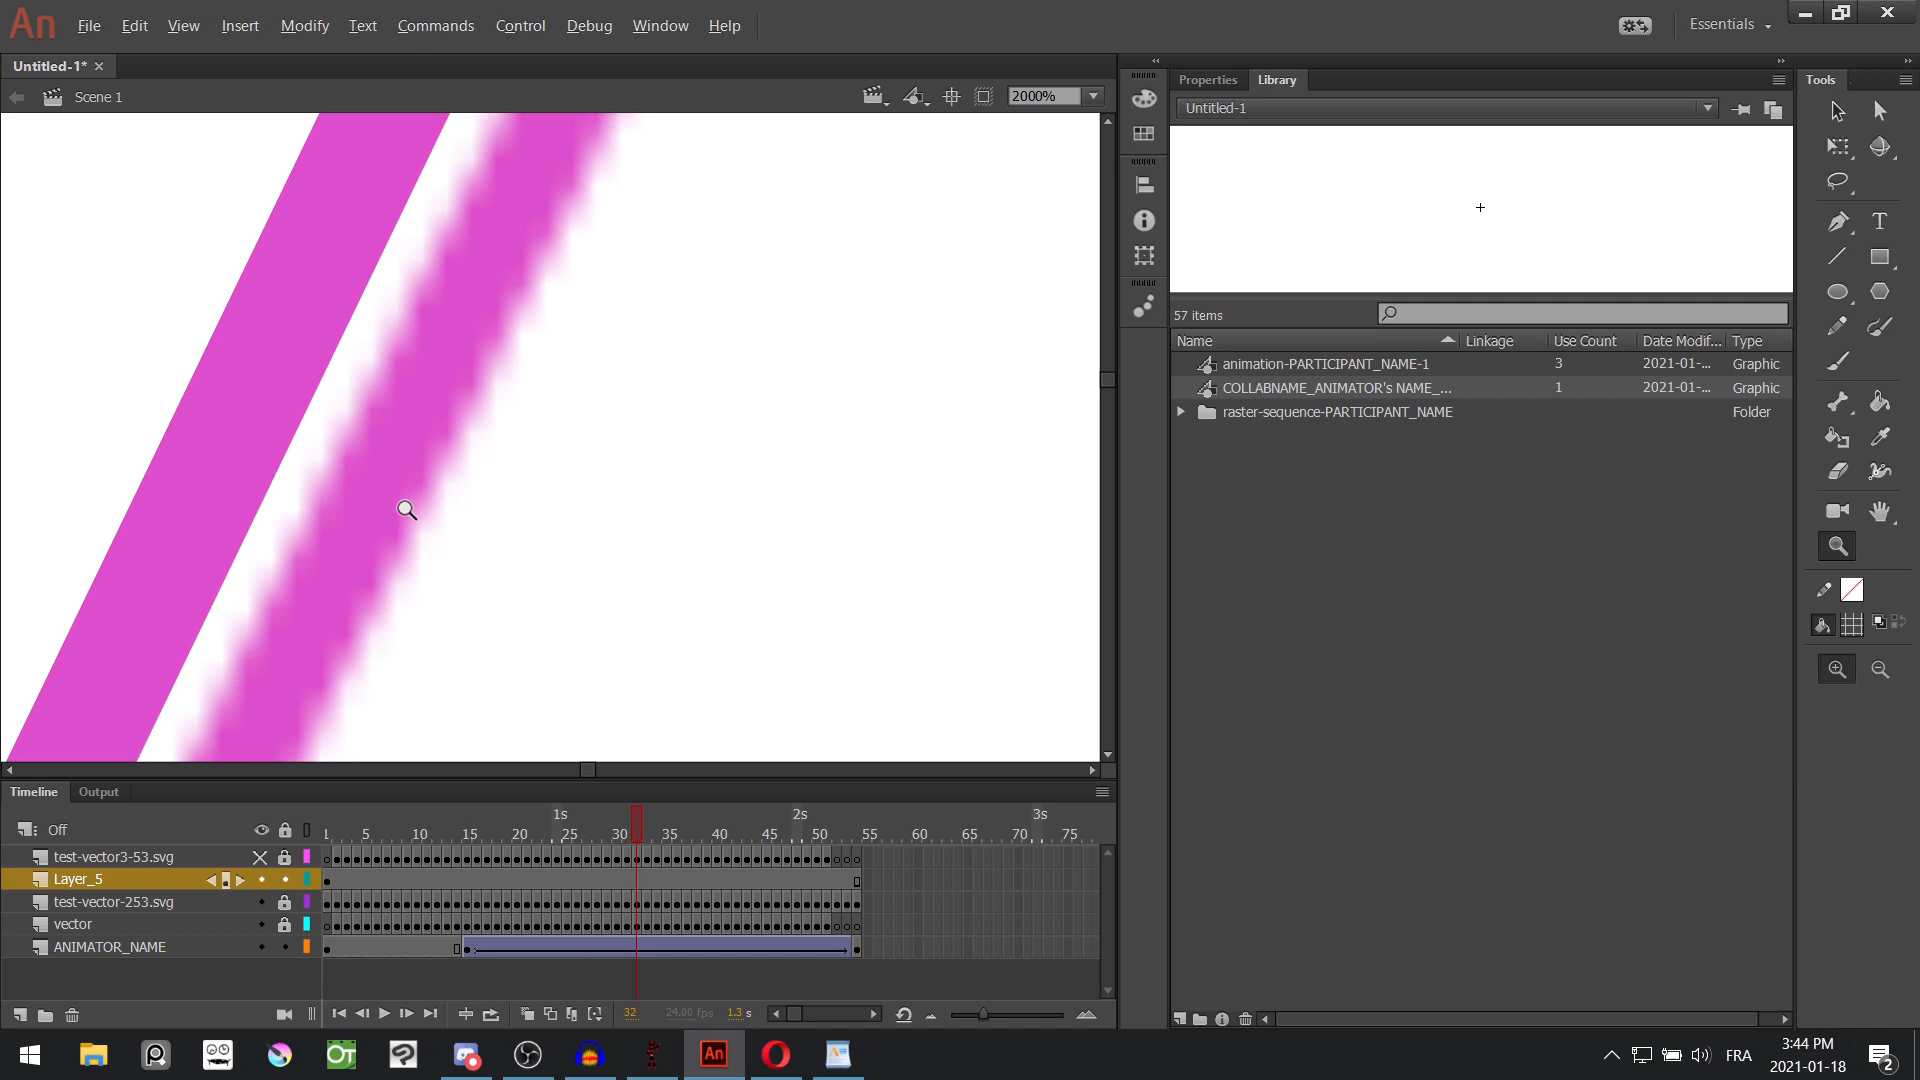 An File Edit View Insert Modify Text Commands Control Debug Window Help Essentials
Untitled-1*
Scene 1 2000%
Properties Library Tools
Untitled-1
57 items
Name Linkage Use Count Date Modif... Type
animation-PARTICIPANT_NAME-1 3 2021-01-... Graphic
COLLABNAME_ANIMATOR's NAME_... 1 2021-01-... Graphic
raster-sequence-PARTICIPANT_NAME Folder
T
Timeline Output
1s 2s 3s
Off 1 5 10 15 20 25 30 35 40 45 50 55 60 65 70 75
test-vector3-53.svg
Layer_5
test-vector-253.svg
vector
ANIMATOR_NAME
32 24.00 fps 1.3 s
OT An FRA 3:44 PM
2021-01-18 2